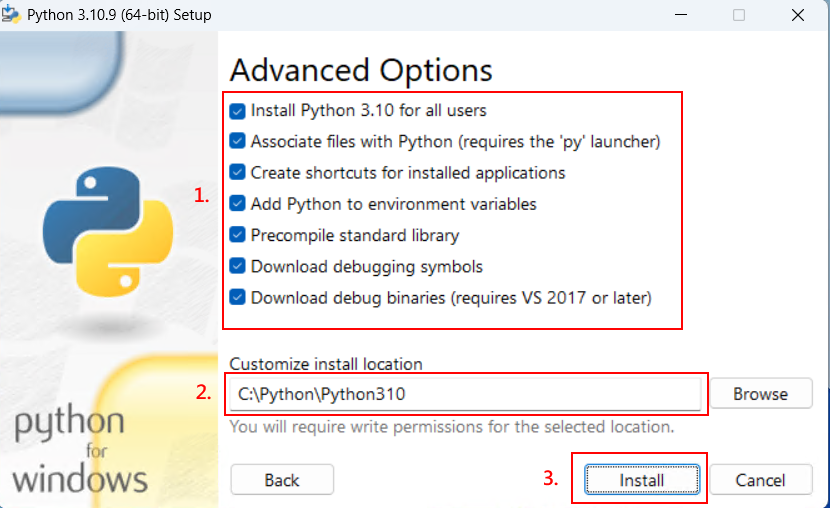 Python 3.10.9 (64-bit) Setup
Advanced Options
Install Python 3.10 for all users
Associate files with Python (requires the 'py' launcher)
Create shortcuts for installed applications
1.
Add Python to environment variables
Precompile standard library
Download debugging symbols
Download debug binaries (requires VS 2017 or later)
Customize install location
2.
C:\Python\Python310
Browse
You will require write permissions for the selected location.
python
for
windows
Back
3.
Install
Cancel